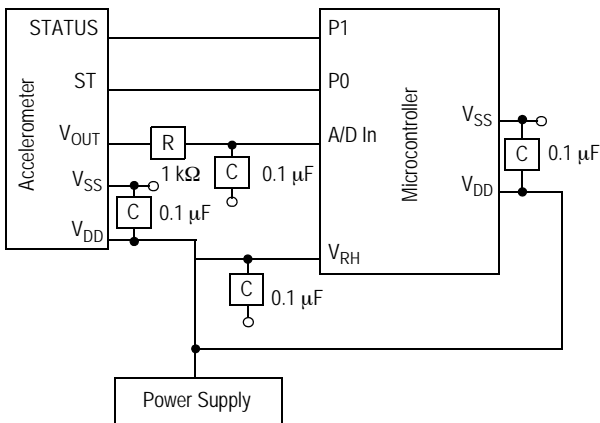 STATUS
ST
V_OUT
V_SS
V_DD
Accelerometer
R
1 kΩ
C
0.1 µF
C
0.1 µF
P1
P0
A/D In
V_RH
Microcontroller
V_SS
V_DD
C
0.1 µF
C
0.1 µF
Power Supply